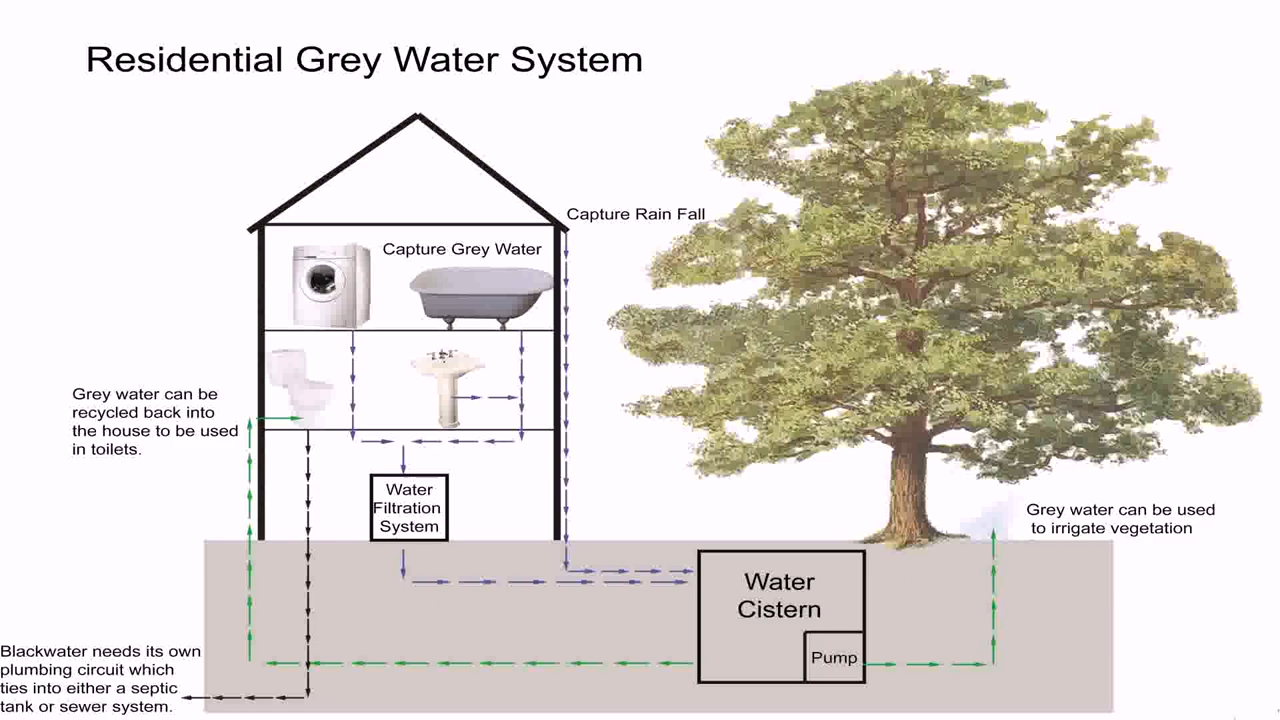 Residential Grey Water System
Capture Rain Fall
Capture Grey Water
Grey water can be
recycled back into
the house to be used
in toilets.
Water
Filtration
System
Grey water can be used
to irrigate vegetation
Water
Cistern
Pump
Blackwater needs its own
plumbing circuit which
ties into either a septic
tank or sewer system.